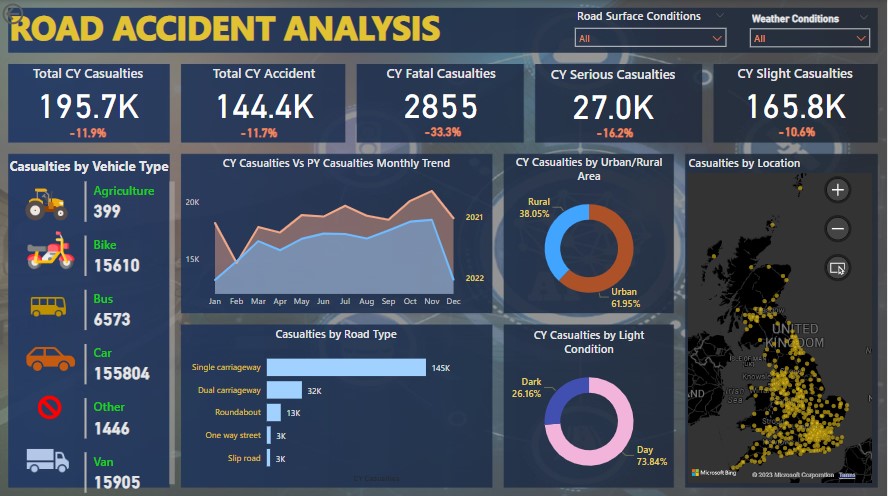 ROAD ACCIDENT ANALYSIS
Road Surface Conditions
All
Weather Conditions
All
Total CY Casualties
195.7K
-11.9%
Total CY Accident
144.4K
-11.7%
CY Fatal Casualties
2855
-33.3%
CY Serious Casualties
27.0K
-16.2%
CY Slight Casualties
165.8K
-10.6%
Casualties by Vehicle Type
Agriculture
399
Bike
15610
Bus
6573
Car
155804
Other
1446
Van
15905
CY Casualties Vs PY Casualties Monthly Trend
20K
15K
2021
2022
Jan Feb Mar Apr May Jun Jul Aug Sep Oct Nov Dec
Casualties by Road Type
Single carriageway 145K
Dual carriageway 32K
Roundabout 13K
One way street 3K
Slip road 3K
CY Casualties by Urban/Rural
Area
Rural
38.05%
Urban
61.95%
CY Casualties by Light
Condition
Dark
26.16%
Day
73.84%
Casualties by Location
UNITED
KINGDOM
Microsoft Bing
© 2023 Microsoft Corporation Terms